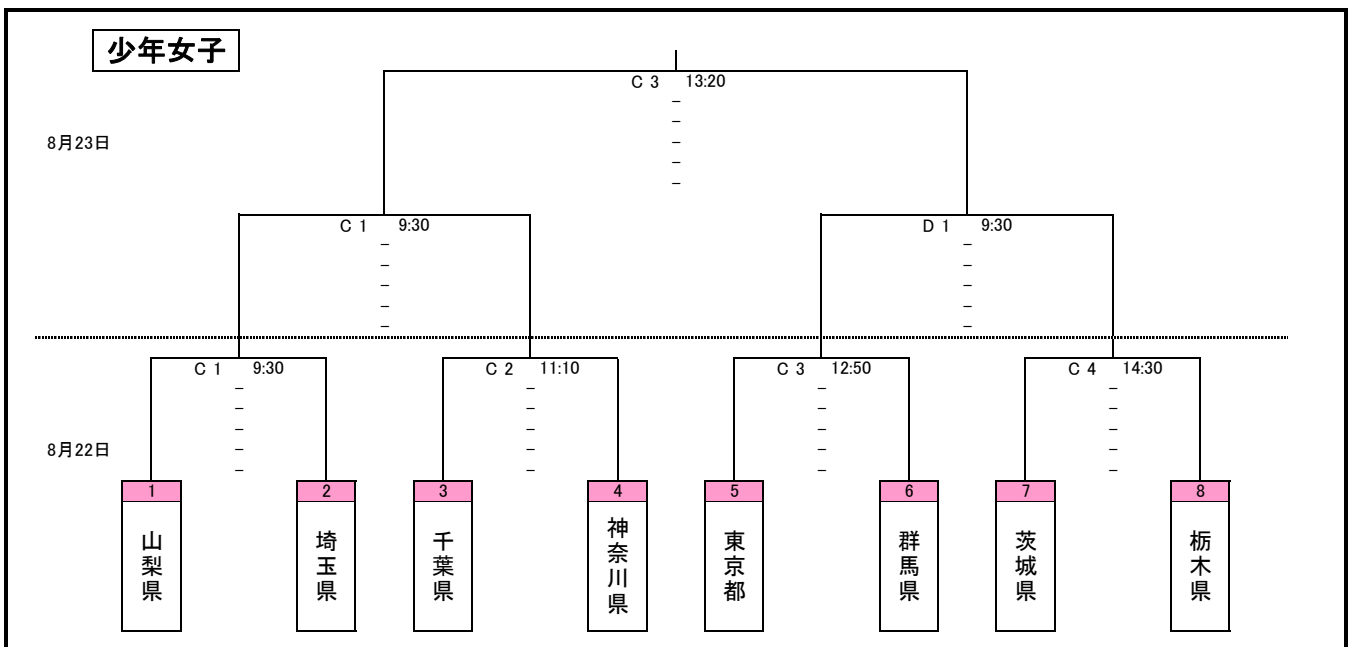 少年女子
C 3 13:20
–
–
–
–
–
8月23日
C 1 9:30
–
–
–
–
–
D 1 9:30
–
–
–
–
–
C 1 9:30
–
–
–
–
–
C 2 11:10
–
–
–
–
–
C 3 12:50
–
–
–
–
–
C 4 14:30
–
–
–
–
–
8月22日
1
山梨県
2
埼玉県
3
千葉県
4
神奈川県
5
東京都
6
群馬県
7
茨城県
8
栃木県